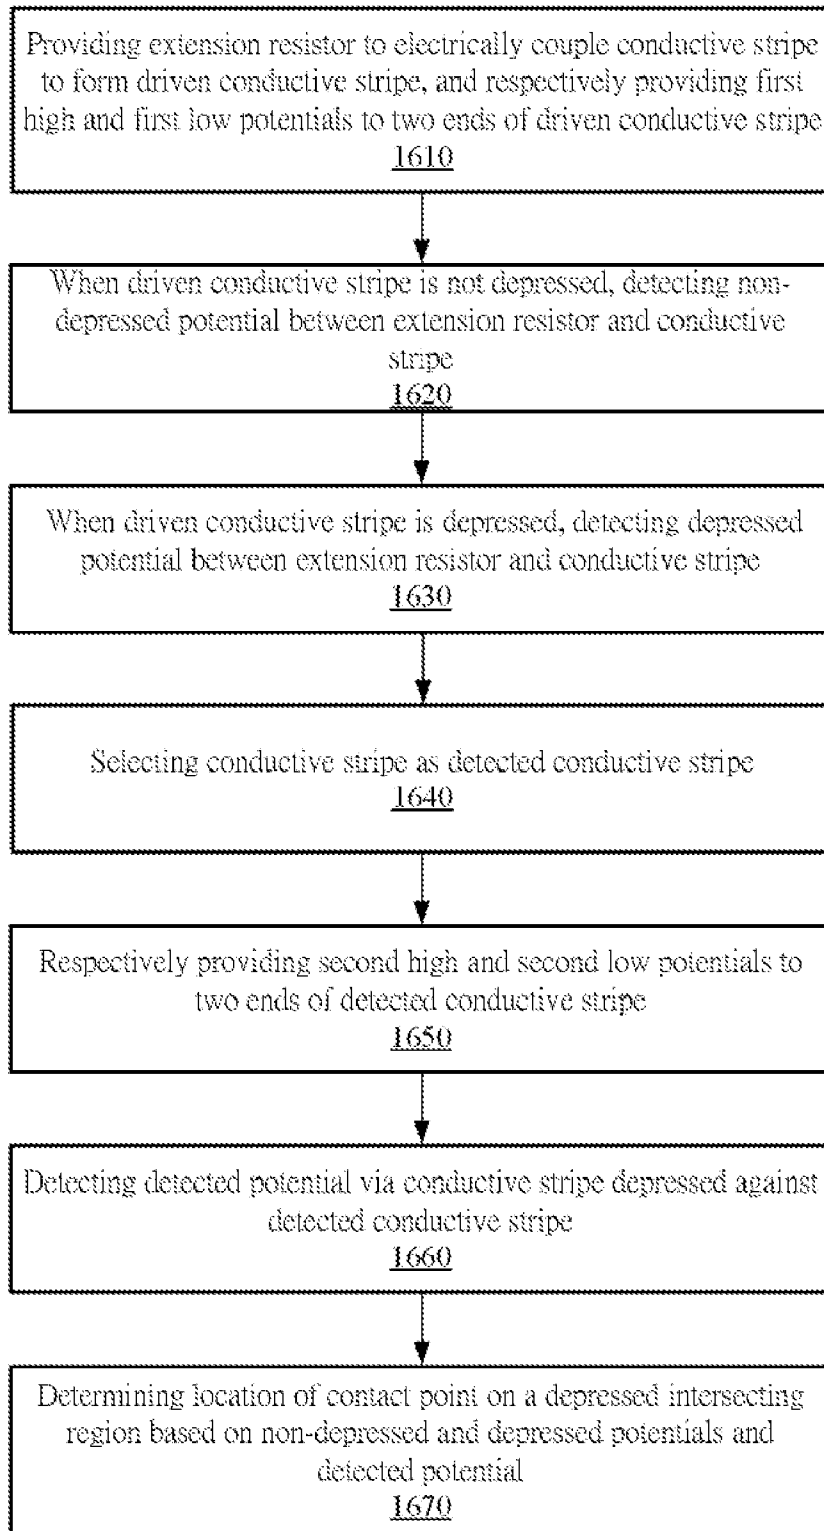 Providing extension resistor to electrically couple conductive stripe
to form driven conductive stripe, and respectively providing first
high and first low potentials to two ends of driven conductive stripe
1610
When driven conductive stripe is not depressed, detecting non-
depressed potential between extension resistor and conductive
stripe
1620
When driven conductive stripe is depressed, detecting depressed
potential between extension resistor and conductive stripe
1630
Selecting conductive stripe as detected conductive stripe
1640
Respectively providing second high and second low potentials to
two ends of detected conductive stripe
1650
Detecting detected potential via conductive stripe depressed against
detected conductive stripe
1660
Determining location of contact point on a depressed intersecting
region based on non-depressed and depressed potentials and
detected potential
1670